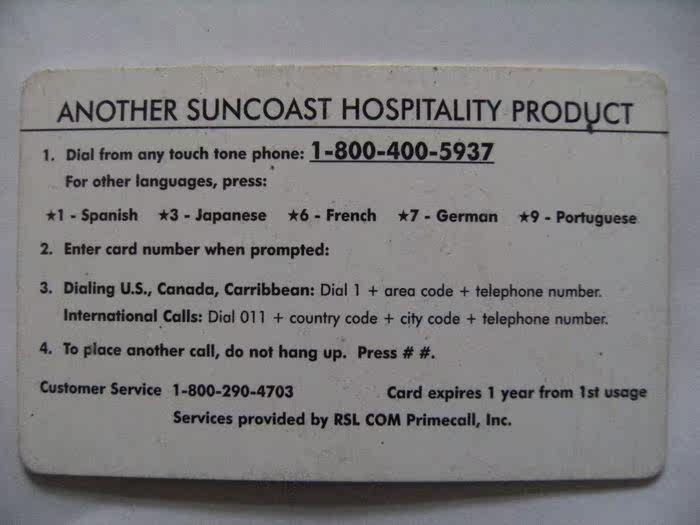 ANOTHER SUNCOAST HOSPITALITY PRODUCT
1. Dial from any touch tone phone: 1-800-400-5937
For other languages, press:
★1 - Spanish ★3 - Japanese ★6 - French ★7 - German ★9 - Portuguese
2. Enter card number when prompted:
3. Dialing U.S., Canada, Carribbean: Dial 1 + area code + telephone number.
International Calls: Dial 011 + country code + city code + telephone number.
4. To place another call, do not hang up. Press # #.
Customer Service 1-800-290-4703 Card expires 1 year from 1st usage
Services provided by RSL COM Primecall, Inc.